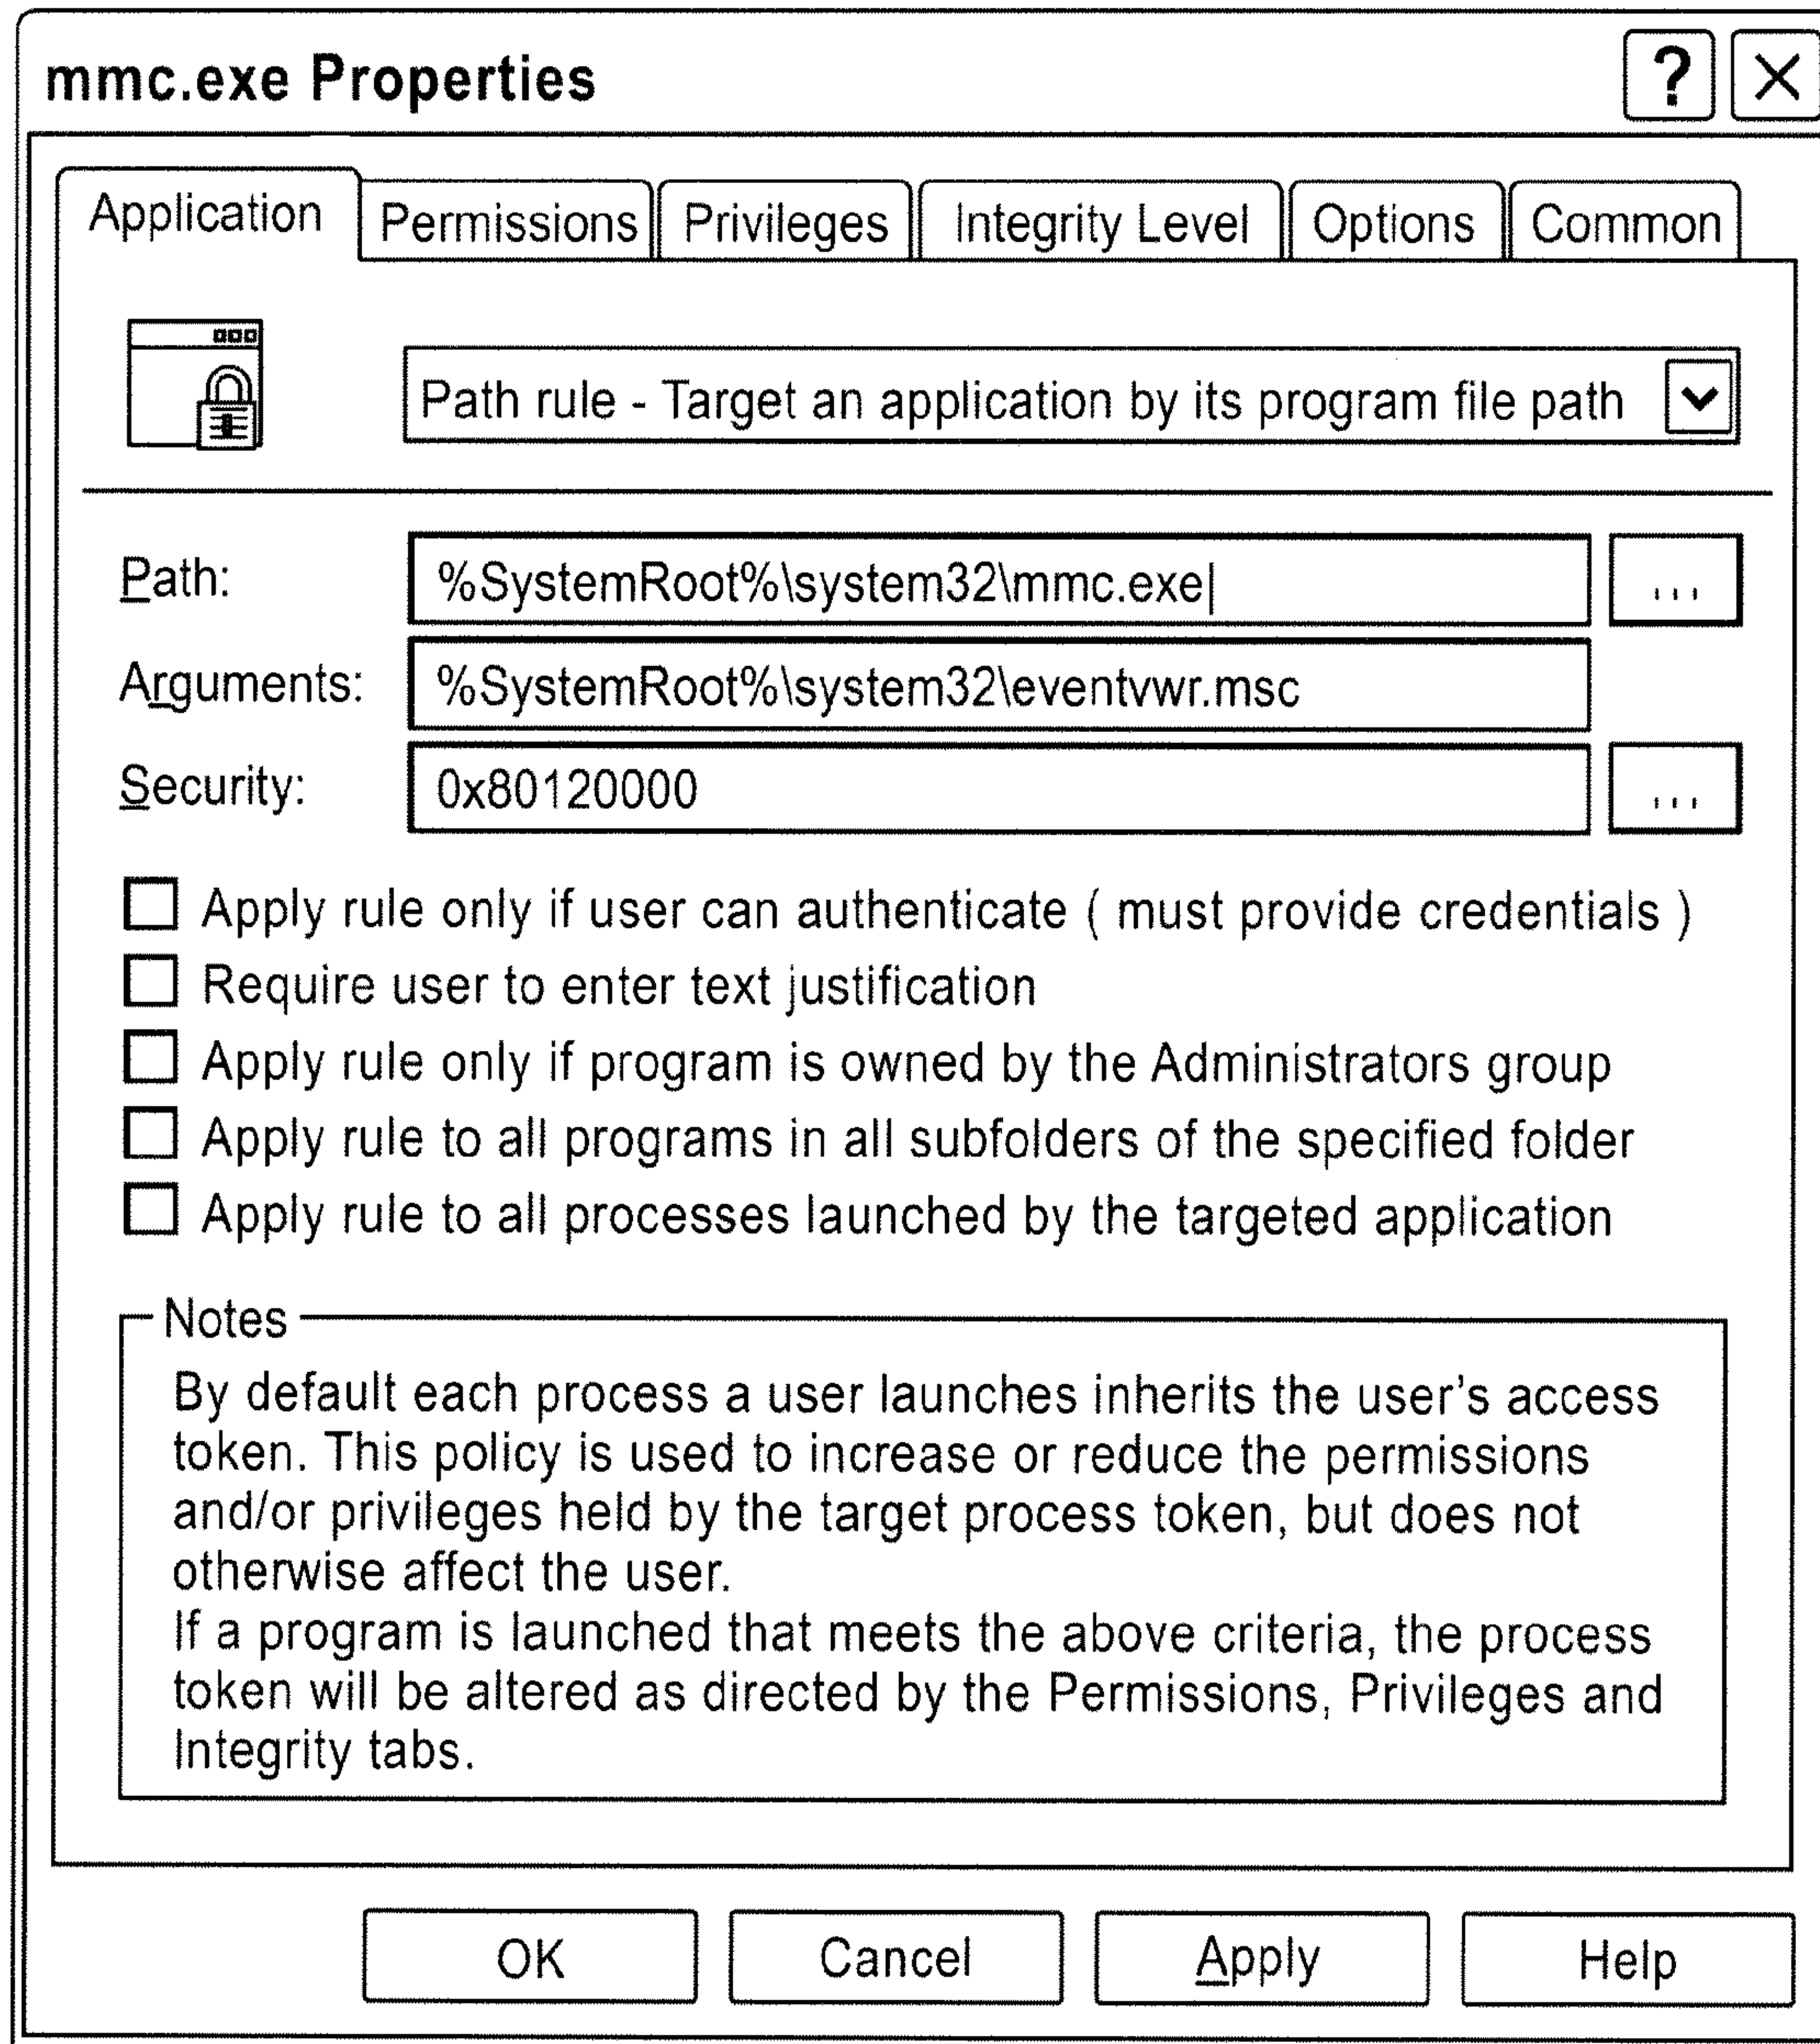 mmc.exe Properties ? ×
Application Permissions Privileges Integrity Level Options Common
Path rule - Target an application by its program file path
Path: %SystemRoot%\system32\mmc.exe ...
Arguments: %SystemRoot%\system32\eventvwr.msc
Security: 0x80120000 ...
Apply rule only if user can authenticate ( must provide credentials )
Require user to enter text justification
Apply rule only if program is owned by the Administrators group
Apply rule to all programs in all subfolders of the specified folder
Apply rule to all processes launched by the targeted application
Notes
By default each process a user launches inherits the user's access
token. This policy is used to increase or reduce the permissions
and/or privileges held by the target process token, but does not
otherwise affect the user.
If a program is launched that meets the above criteria, the process
token will be altered as directed by the Permissions, Privileges and
Integrity tabs.
OK Cancel Apply Help